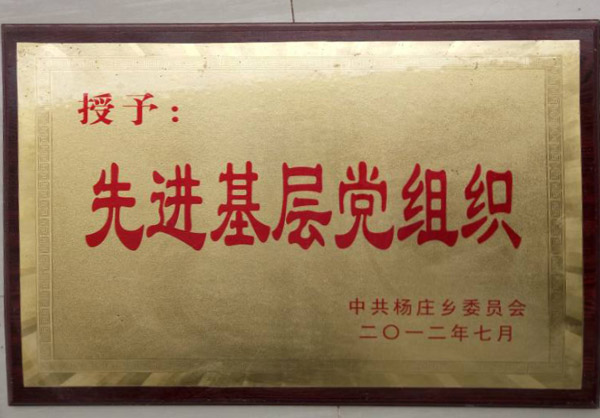 授予：
先进基层党组织
中共杨庄乡委员会
二〇一二年七月